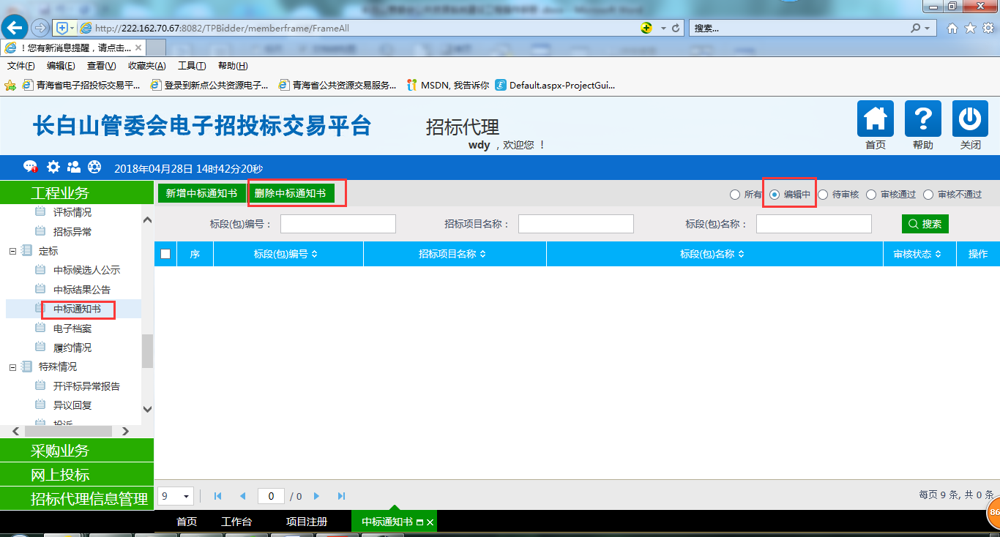 http://222.162.70.67:8082/TPBidder/memberframe/FrameAll
搜索...
！您有新消息提醒，请点击...
文件(F) 编辑(E) 查看(V) 收藏夹(A) 工具(T) 帮助(H)
青海省电子招投标交易平... 登录到新点公共资源电子... 青海省公共资源交易服务... MSDN, 我告诉你 Default.aspx-ProjectGui...
长白山管委会电子招投标交易平台
招标代理
wdy ，欢迎您 ！
首页 帮助 关闭
2018年04月28日 14时42分20秒
工程业务
评标情况
招标异常
定标
中标候选人公示
中标结果公告
中标通知书
电子档案
履约情况
特殊情况
开评标异常报告
异议回复
投诉
采购业务
网上投标
招标代理信息管理
新增中标通知书 删除中标通知书
所有 编辑中 待审核 审核通过 审核不通过
标段(包)编号： 招标项目名称： 标段(包)名称： 搜索
序 标段(包)编号 招标项目名称 标段(包)名称 审核状态 操作
9 0 / 0
每页 9 条, 共 0 条
首页 工作台 项目注册 中标通知书
86